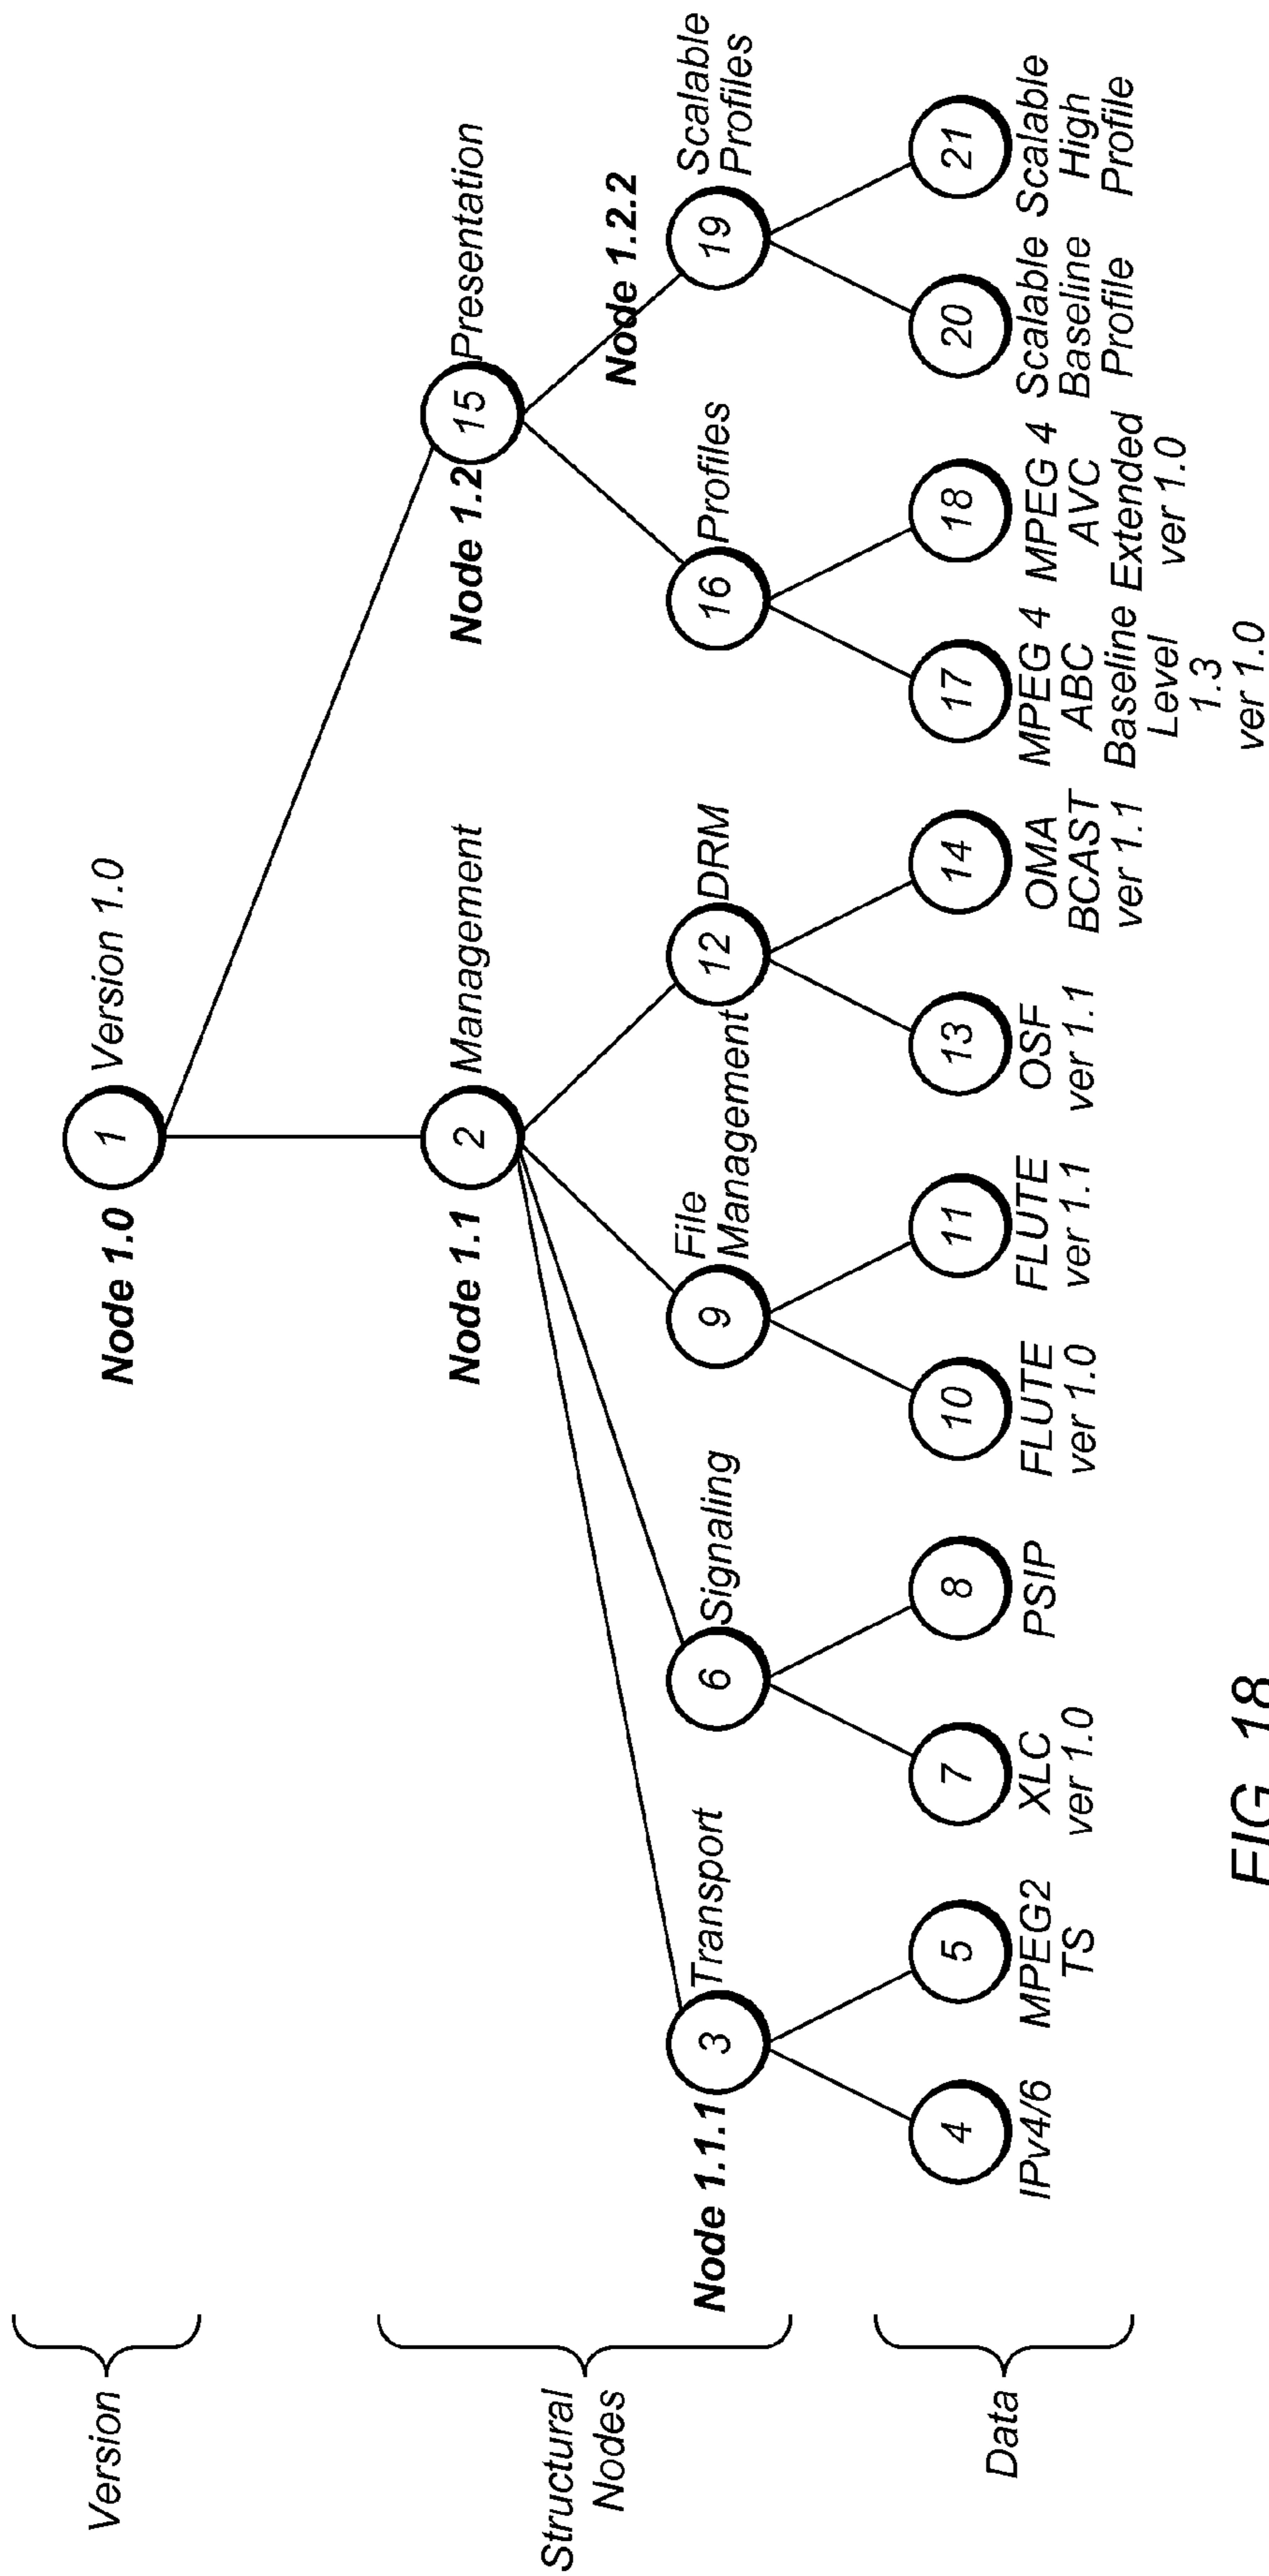 Version
Node 1.0
1
Version 1.0
Structural
Nodes
Node 1.1
2
Management
Node 1.2
15
Presentation
Node 1.1.1
3
Transport
6
Signaling
9
File
Management
12
DRM
16
Profiles
Node 1.2.2
19
Scalable
Profiles
Data
4
IPv4/6
5
MPEG2
TS
7
XLC
ver 1.0
8
PSIP
10
FLUTE
ver 1.0
11
FLUTE
ver 1.1
13
OSF
ver 1.1
14
OMA
BCAST
ver 1.1
17
MPEG 4
ABC
Baseline
Level
1.3
ver 1.0
18
MPEG 4
AVC
Extended
ver 1.0
20
Scalable
Baseline
Profile
21
Scalable
High
Profile
FIG. 18